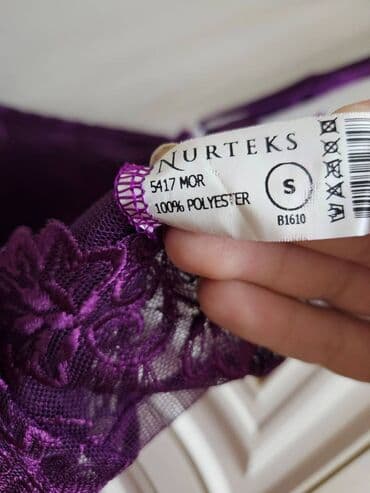 NURTEKS
5417 MOR
100% POLYESTER
S
B1610